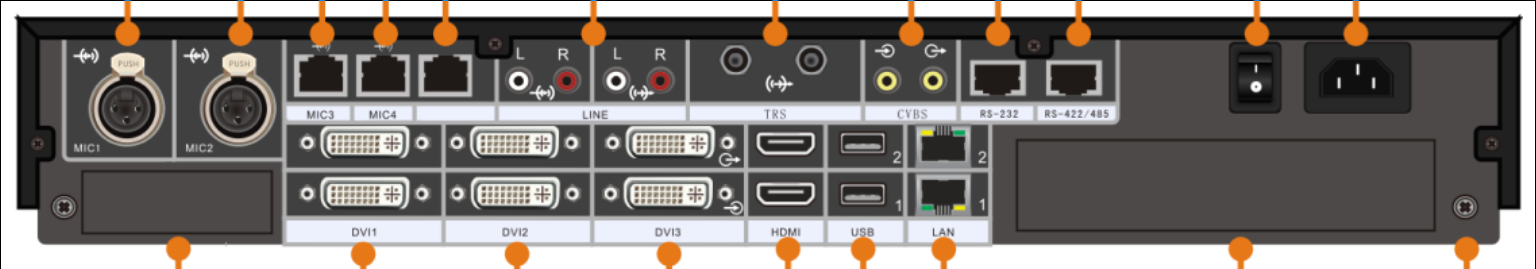 PUSH
PUSH
L R L R
MIC3 MIC4 LINE TRS CVBS RS-232 RS-422/485
MIC1 MIC2
2 2
1 1
DVI1 DVI2 DVI3 HDMI USB LAN